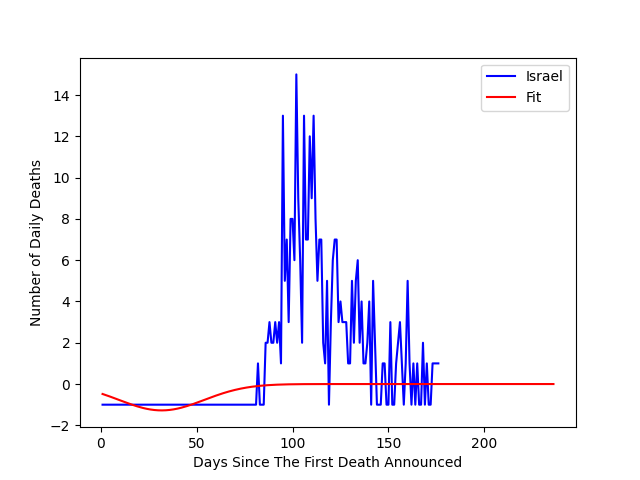 Israel
Fit
14
12
10
8
6
4
2
0
−2
Number of Daily Deaths
0 50 100 150 200
Days Since The First Death Announced